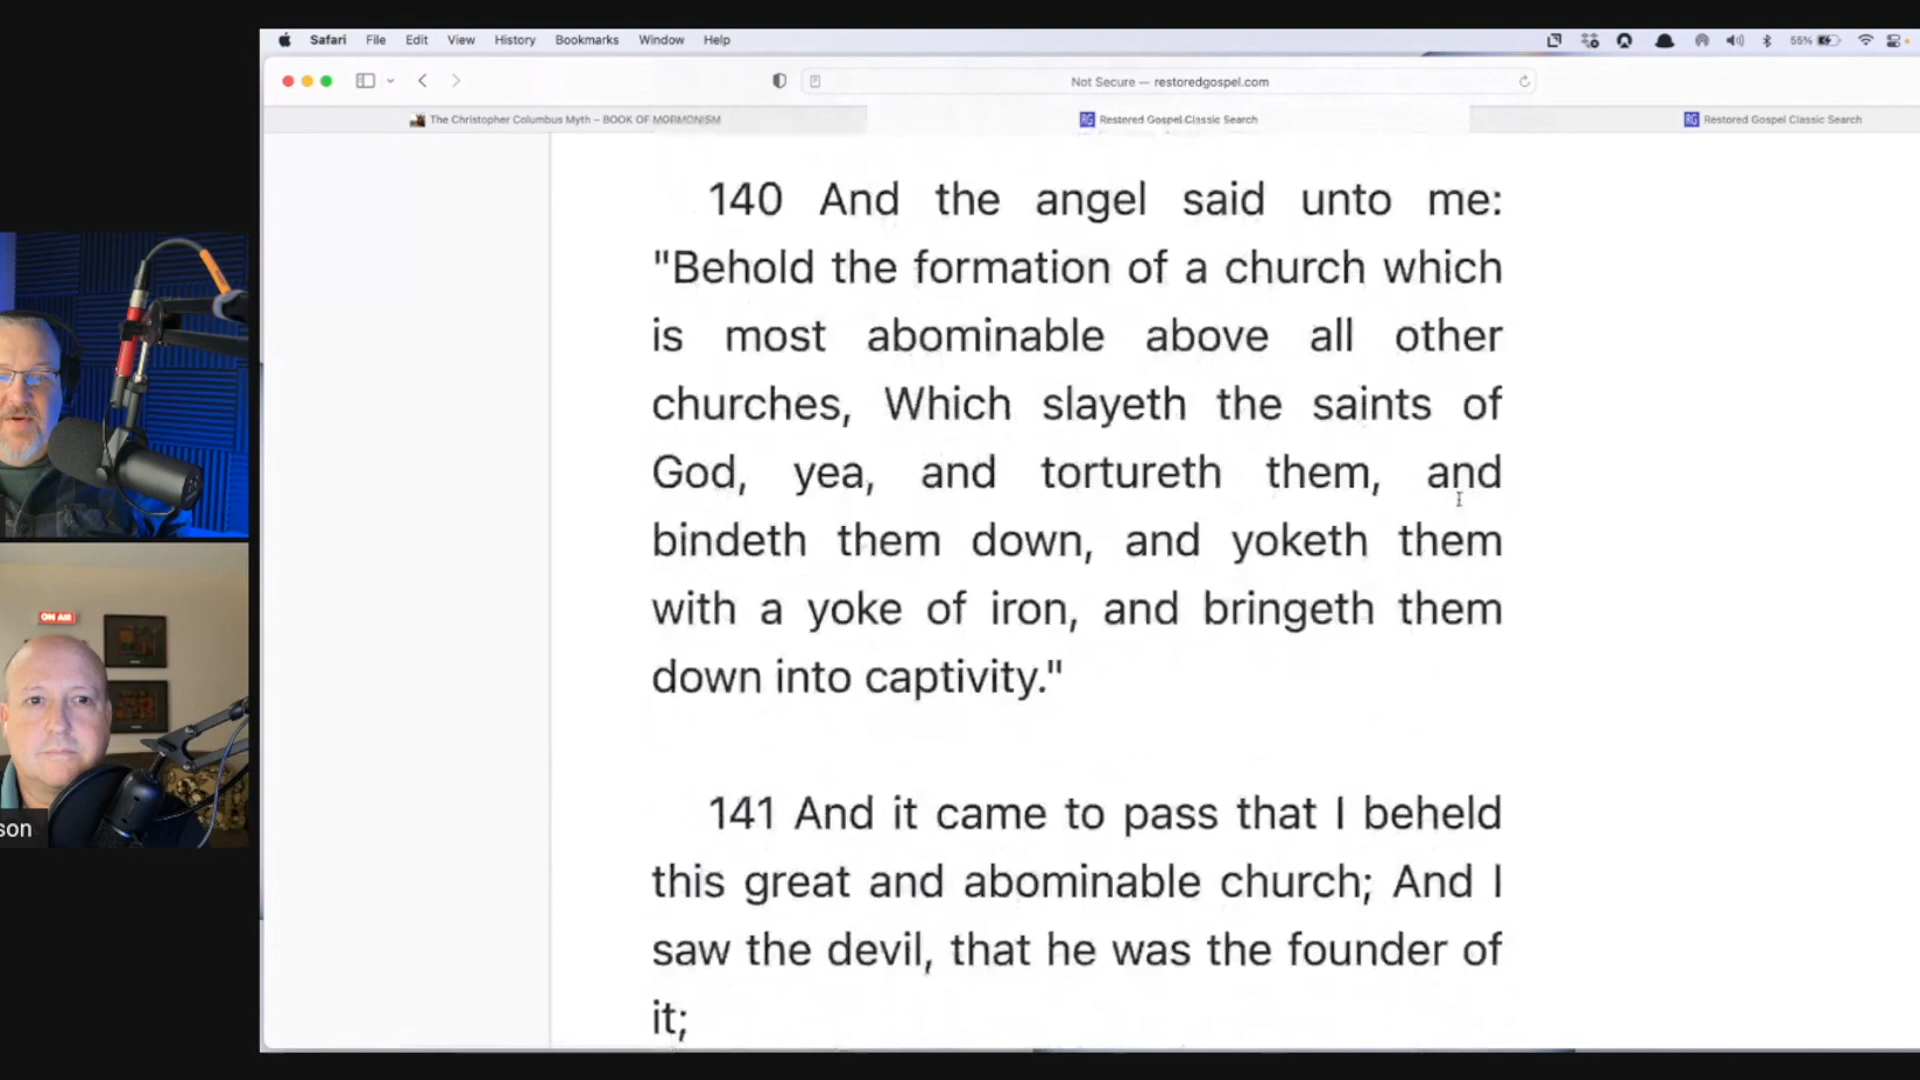 Safari File Edit View History Bookmarks Window Help
55%
Not Secure — restoredgospel.com
The Christopher Columbus Myth – BOOK OF MORMONISM
RG Restored Gospel Classic Search
RG Restored Gospel Classic Search
140 And the angel said unto me:
"Behold the formation of a church which
is most abominable above all other
churches, Which slayeth the saints of
God, yea, and tortureth them, and
bindeth them down, and yoketh them
with a yoke of iron, and bringeth them
down into captivity."
141 And it came to pass that I beheld
this great and abominable church; And I
saw the devil, that he was the founder of
it;
ON AIR
son